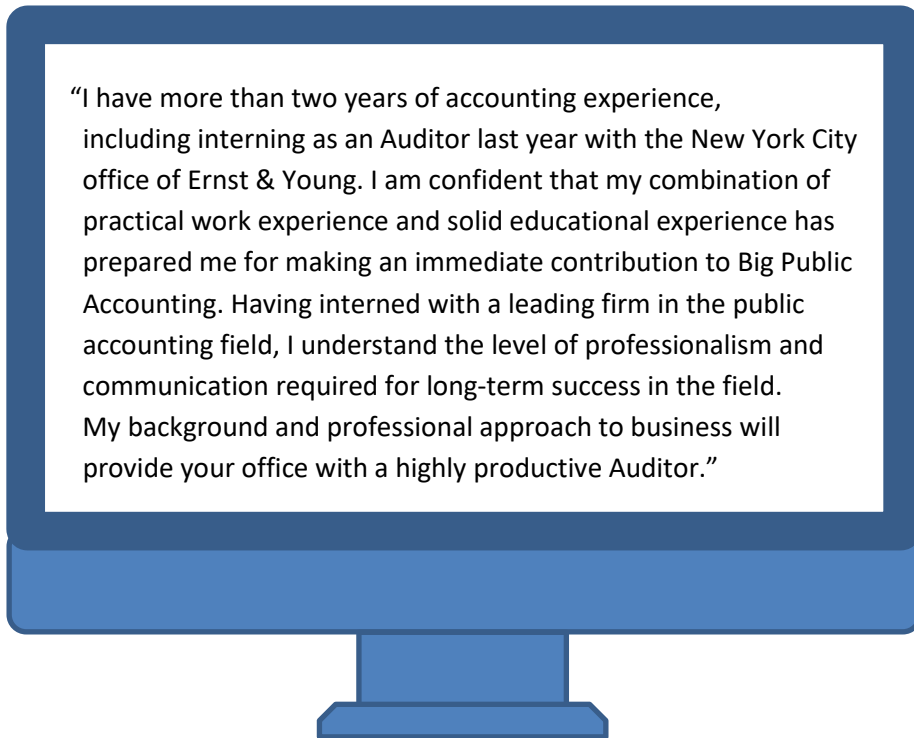 “I have more than two years of accounting experience,
including interning as an Auditor last year with the New York City
office of Ernst & Young. I am confident that my combination of
practical work experience and solid educational experience has
prepared me for making an immediate contribution to Big Public
Accounting. Having interned with a leading firm in the public
accounting field, I understand the level of professionalism and
communication required for long-term success in the field.
My background and professional approach to business will
provide your office with a highly productive Auditor.”